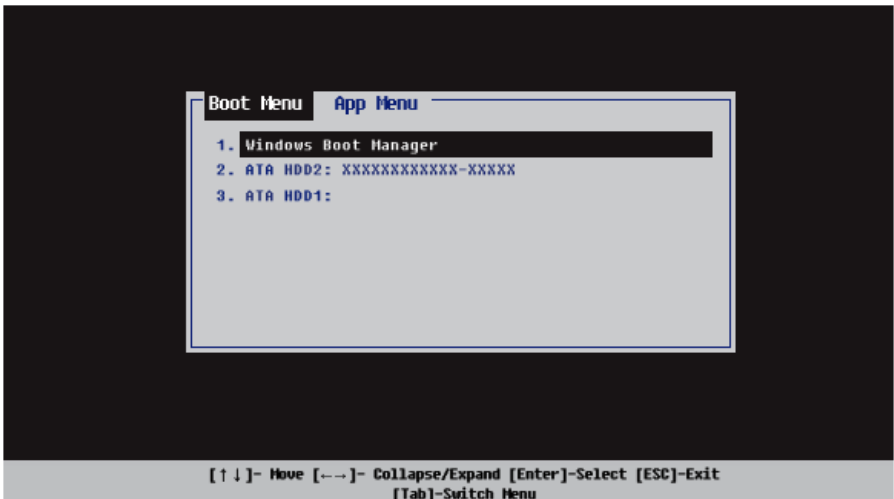 Boot Menu App Menu
1. Windows Boot Manager
2. ATA HDD2: XXXXXXXXXXXX-XXXXX
3. ATA HDD1:
[↑↓]- Move [←→]- Collapse/Expand [Enter]-Select [ESC]-Exit
[Tab]-Switch Menu